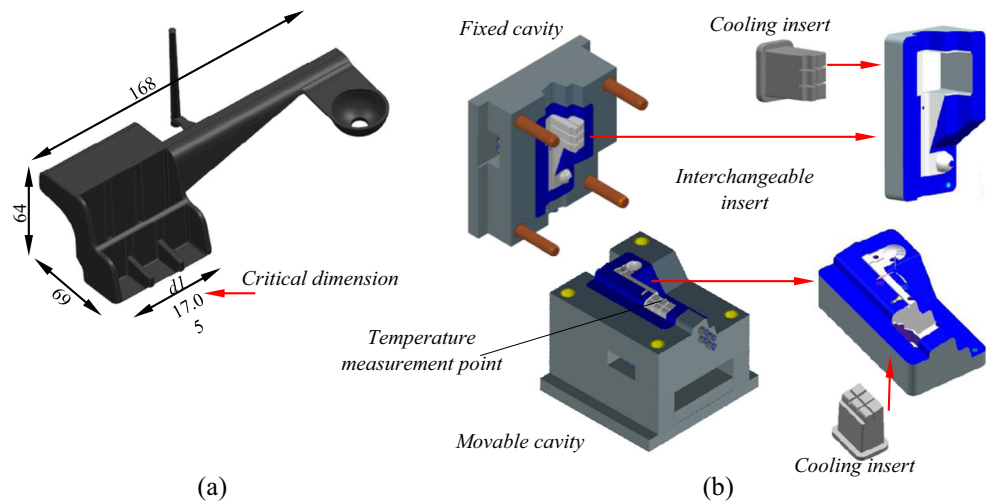 168
64
69
d1
17.0
5
Critical dimension
(a)
Fixed cavity
Cooling insert
Interchangeable
insert
Temperature
measurement point
Movable cavity
Cooling insert
(b)